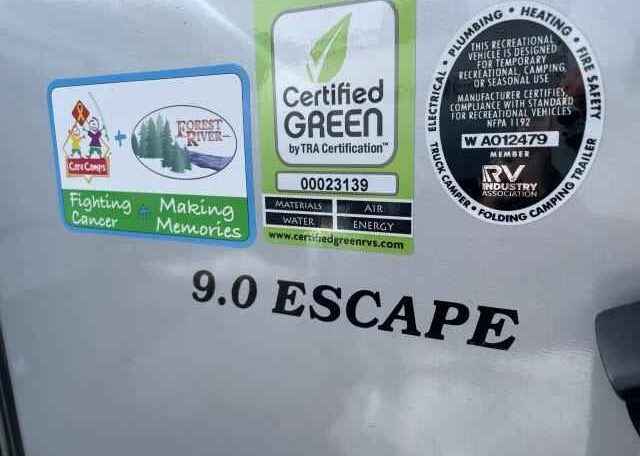 Care Camps
+
FOREST
RIVER
Fighting
Cancer
+
Making
Memories
Certified
GREEN
by TRA Certification™
00023139
MATERIALS
AIR
WATER
ENERGY
www.certifiedgreenrvs.com
ELECTRICAL • PLUMBING • HEATING • FIRE SAFETY
THIS RECREATIONAL
VEHICLE IS DESIGNED
FOR TEMPORARY
RECREATIONAL, CAMPING,
OR SEASONAL USE
MANUFACTURER CERTIFIES
COMPLIANCE WITH STANDARD
FOR RECREATIONAL VEHICLES
NFPA 1192
W A012479
MEMBER
RV
INDUSTRY
ASSOCIATION
TRUCK CAMPER • FOLDING CAMPING TRAILER
9.0 ESCAPE